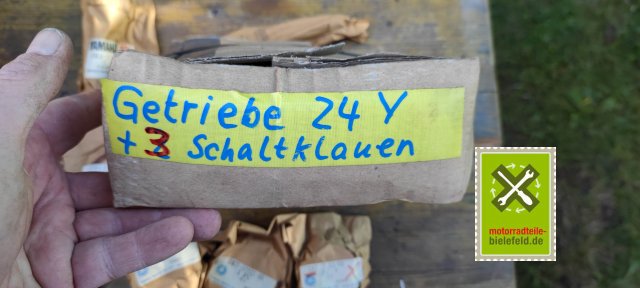 Getriebe 24 Y
+ 3 Schaltklauen
motorradteile-
bielefeld.de